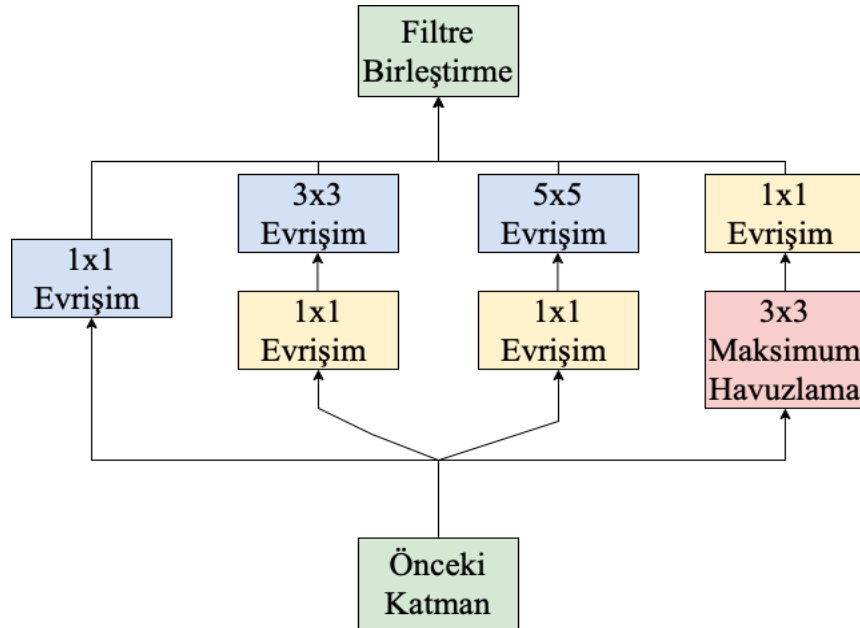 Filtre
Birleştirme
3x3
Evrişim
5x5
Evrişim
1x1
Evrişim
1x1
Evrişim
1x1
Evrişim
1x1
Evrişim
3x3
Maksimum
Havuzlama
Önceki
Katman